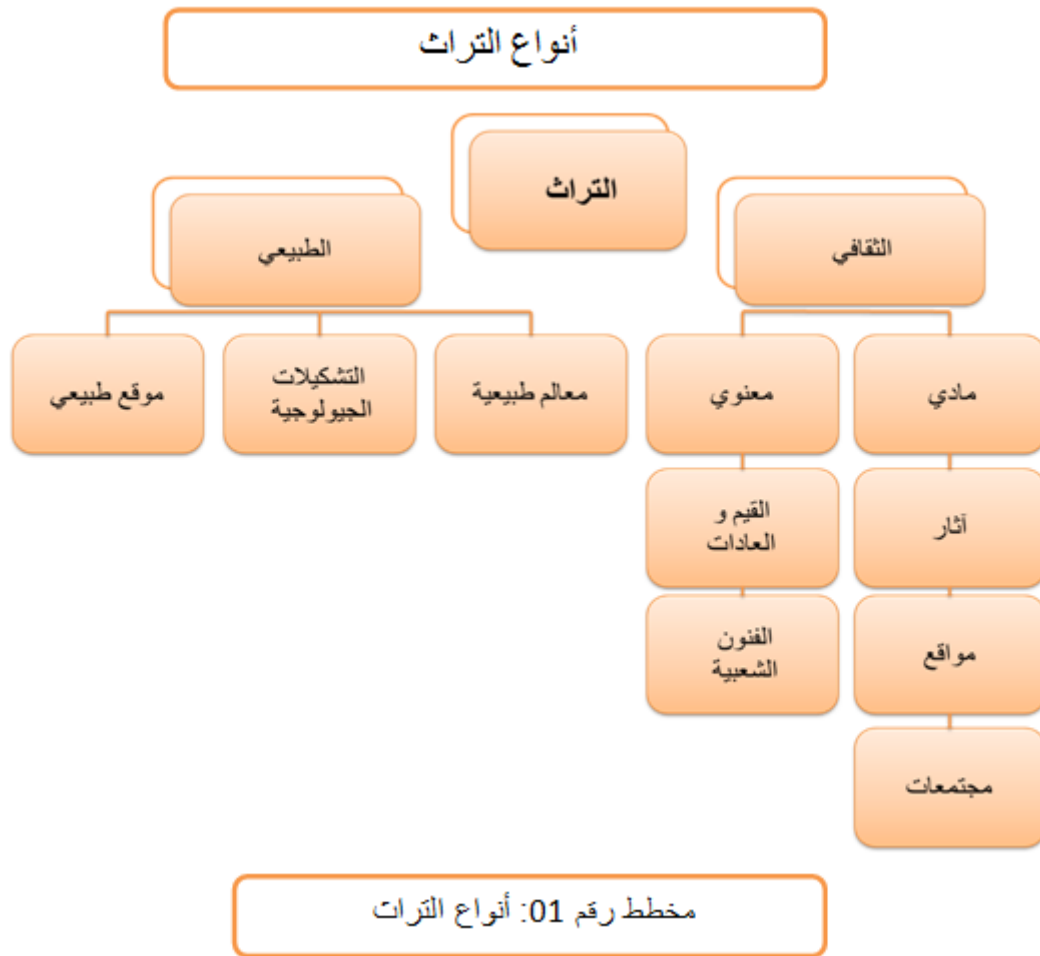 أنواع التراث
التراث
الثقافي
الطبيعي
مادي
معنوي
معالم طبيعية
التشكيلات
الجيولوجية
موقع طبيعي
آثار
القيم و
العادات
مواقع
الفنون
الشعبية
مجتمعات
مخطط رقم 01: أنواع التراث